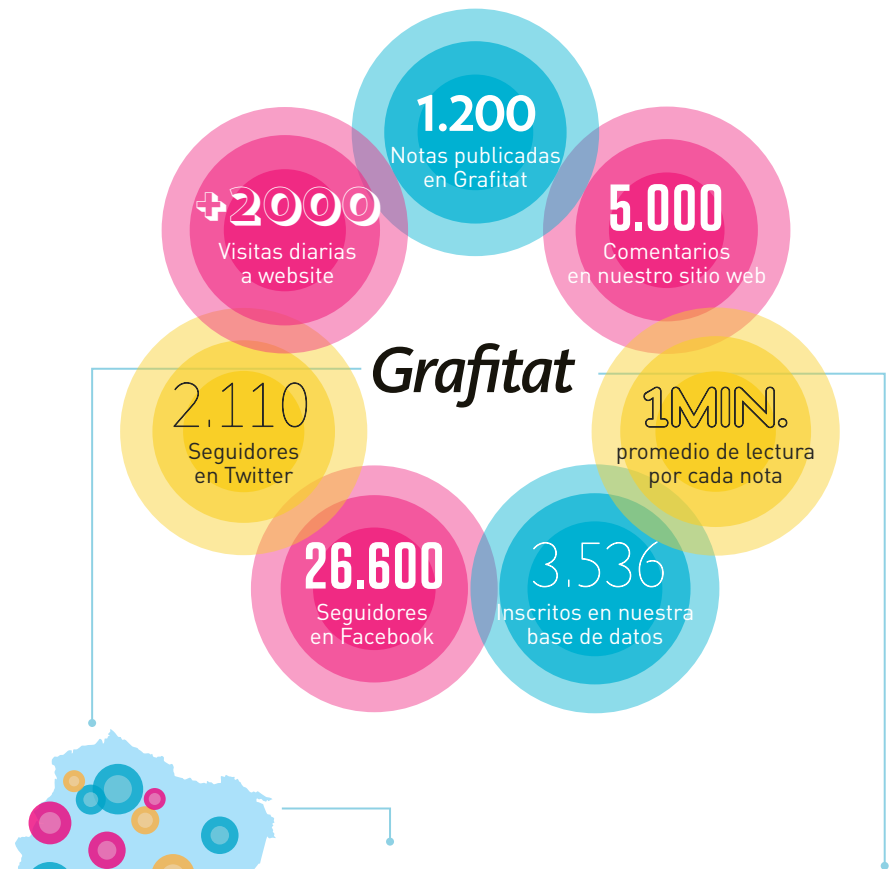 1.200
Notas publicadas
en Grafitat
+2000
Visitas diarias
a website
5.000
Comentarios
en nuestro sitio web
Grafitat
2.110
Seguidores
en Twitter
1MIN.
promedio de lectura
por cada nota
26.600
Seguidores
en Facebook
3.536
Inscritos en nuestra
base de datos